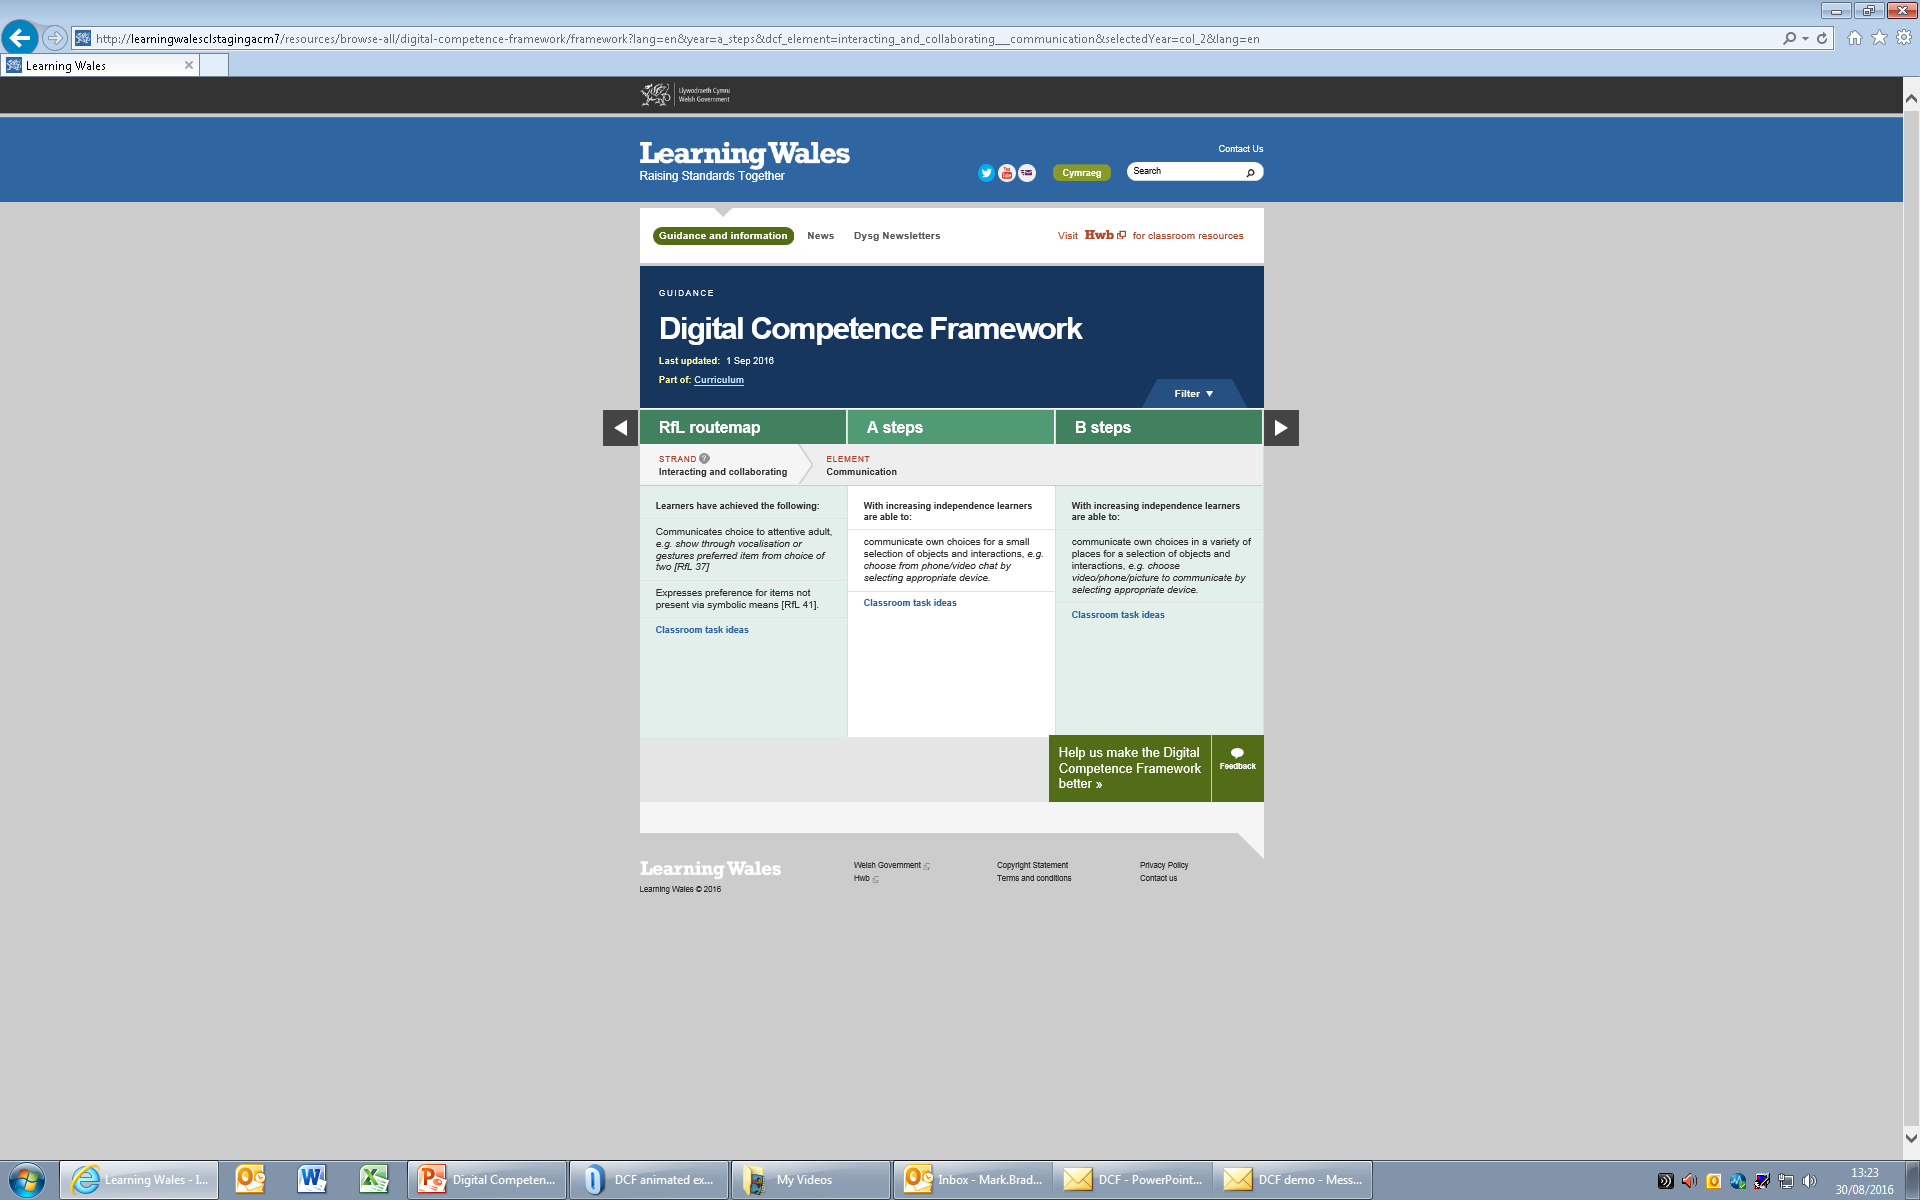 http://learningwalesclstagingacm7/resources/browse-all/digital-competence-framework/framework?lang=en&year=a_steps&dcf_element=interacting_and_collaborating___communication&selectedYear=col_2&lang=en
Learning Wales
Llywodraeth Cymru
Welsh Government
Learning Wales
Raising Standards Together
Contact Us
Cymraeg
Search
Guidance and information
News
Dysg Newsletters
Visit Hwb for classroom resources
GUIDANCE
Digital Competence Framework
Last updated: 1 Sep 2016
Part of: Curriculum
Filter ▼
RfL routemap
A steps
B steps
STRAND ?
Interacting and collaborating
ELEMENT
Communication
Learners have achieved the following:
Communicates choice to attentive adult,
e.g. show through vocalisation or
gestures preferred item from choice of
two [RfL 37]
Expresses preference for items not
present via symbolic means [RfL 41].
Classroom task ideas
With increasing independence learners
are able to:
communicate own choices for a small
selection of objects and interactions, e.g.
choose from phone/video chat by
selecting appropriate device.
Classroom task ideas
With increasing independence learners
are able to:
communicate own choices in a variety of
places for a selection of objects and
interactions, e.g. choose
video/phone/picture to communicate by
selecting appropriate device.
Classroom task ideas
Help us make the Digital
Competence Framework
better »
Feedback
Learning Wales
Learning Wales © 2016
Welsh Government
Hwb
Copyright Statement
Terms and conditions
Privacy Policy
Contact us
Learning Wales - I...
Digital Competen...
DCF animated ex...
My Videos
Inbox - Mark.Brad...
DCF - PowerPoint...
DCF demo - Mess...
13:23
30/08/2016